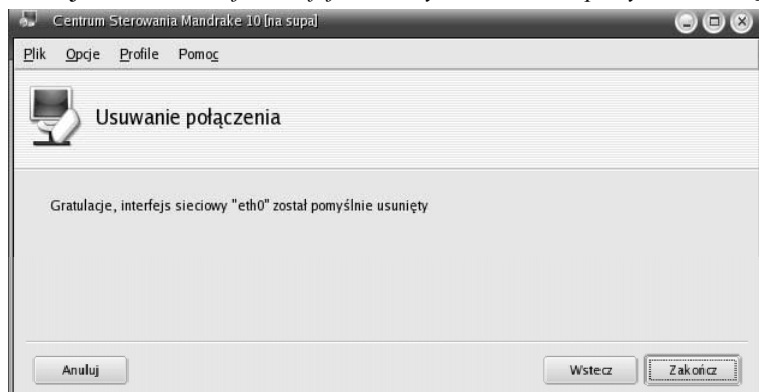 Centrum Sterowania Mandrake 10 [na supa]
Plik Opcje Profile Pomoc
Usuwanie połączenia
Gratulacje, interfejs sieciowy "eth0" został pomyślnie usunięty
Anuluj Wstecz Zakończ